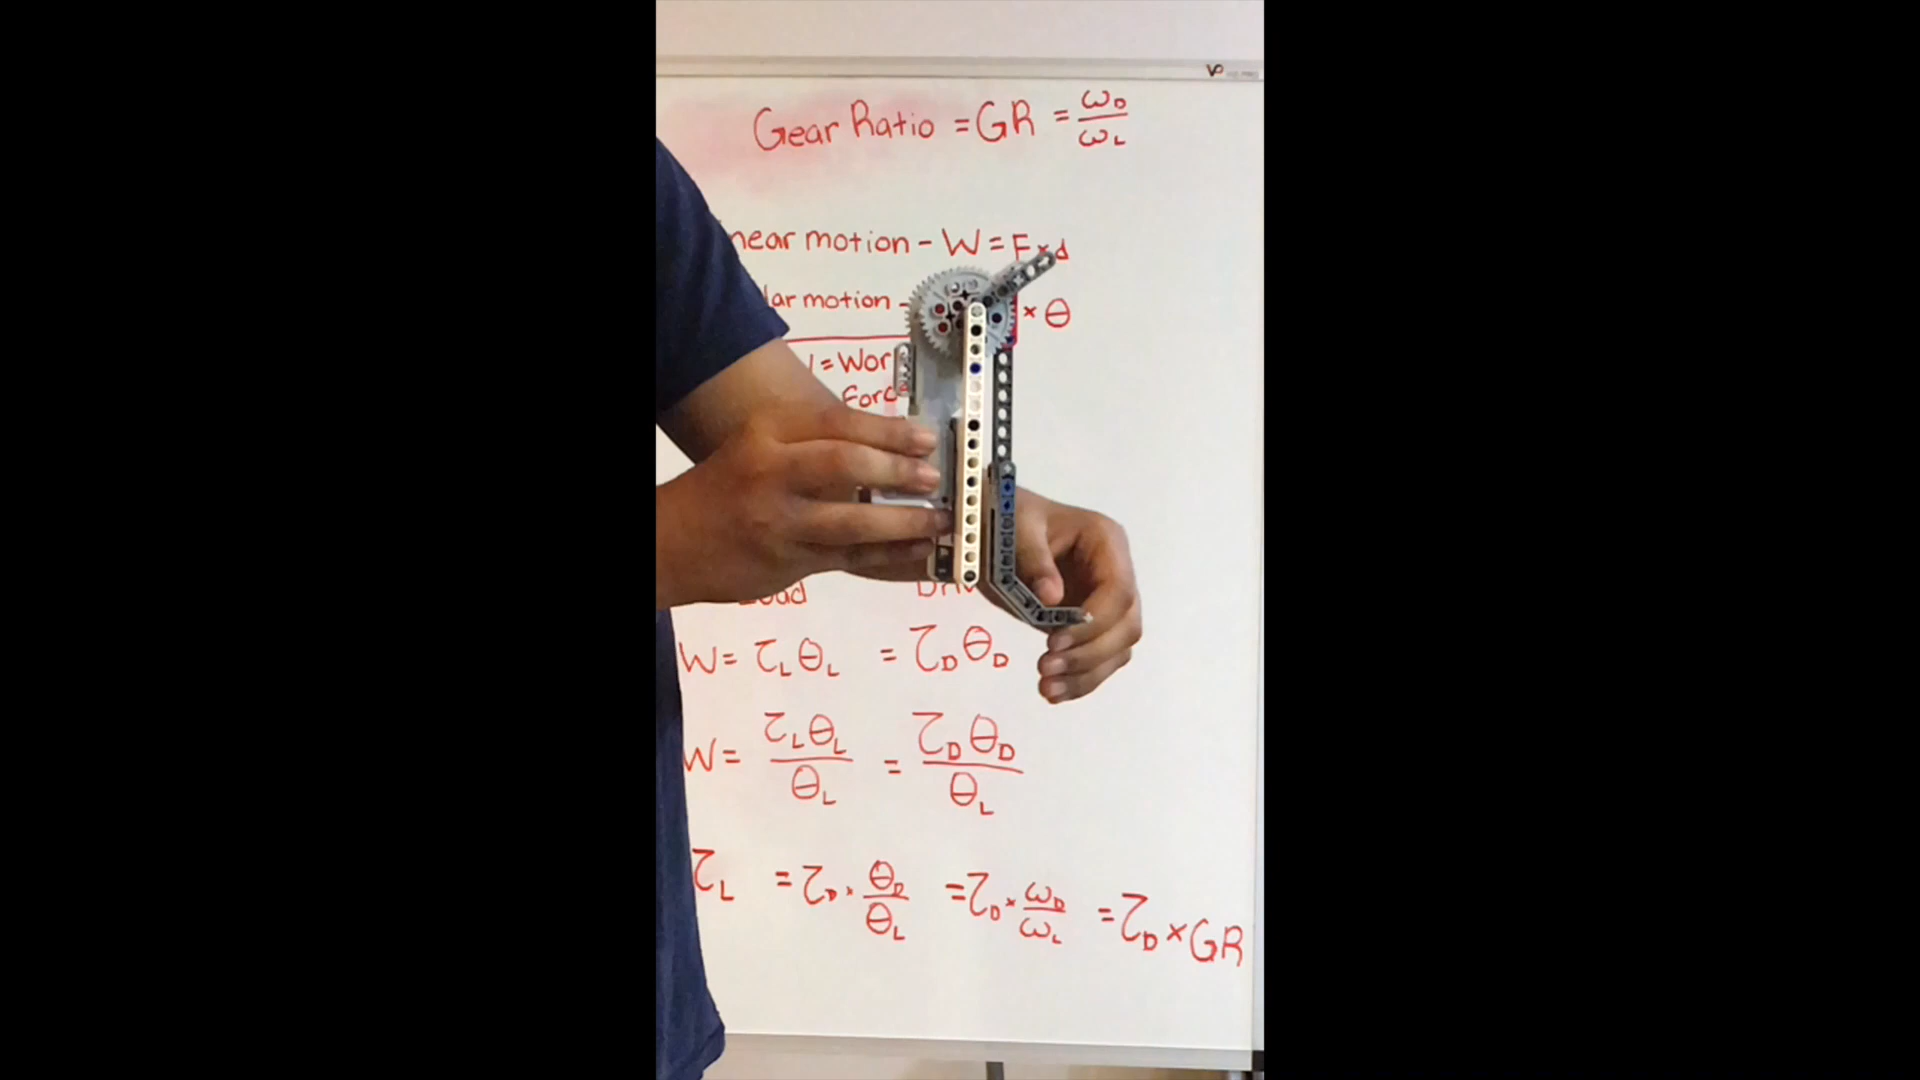 Gear Ratio = GR = ω_D/ω_L
near motion - W = F × d
lar motion - × θ
= Wor
Forc
W = τ_L θ_L = τ_D θ_D
W = τ_L θ_L / θ_L = τ_D θ_D / θ_L
τ_L = τ_D · θ_D/θ_L = τ_D × ω_D/ω_L = τ_D × GR